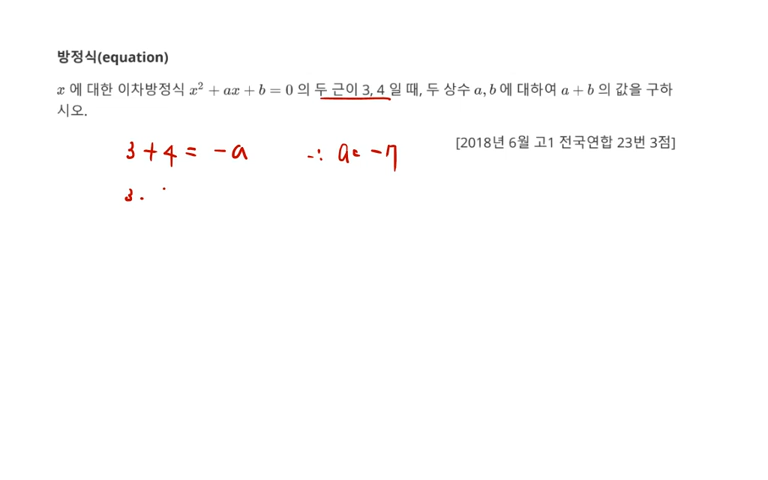 방정식(equation)
x 에 대한 이차방정식 x² + ax + b = 0 의 두 근이 3, 4 일 때, 두 상수 a, b 에 대하여 a + b 의 값을 구하
시오.
[2018년 6월 고1 전국연합 23번 3점]
3 + 4 = -a ∴ a = -7
3 ·